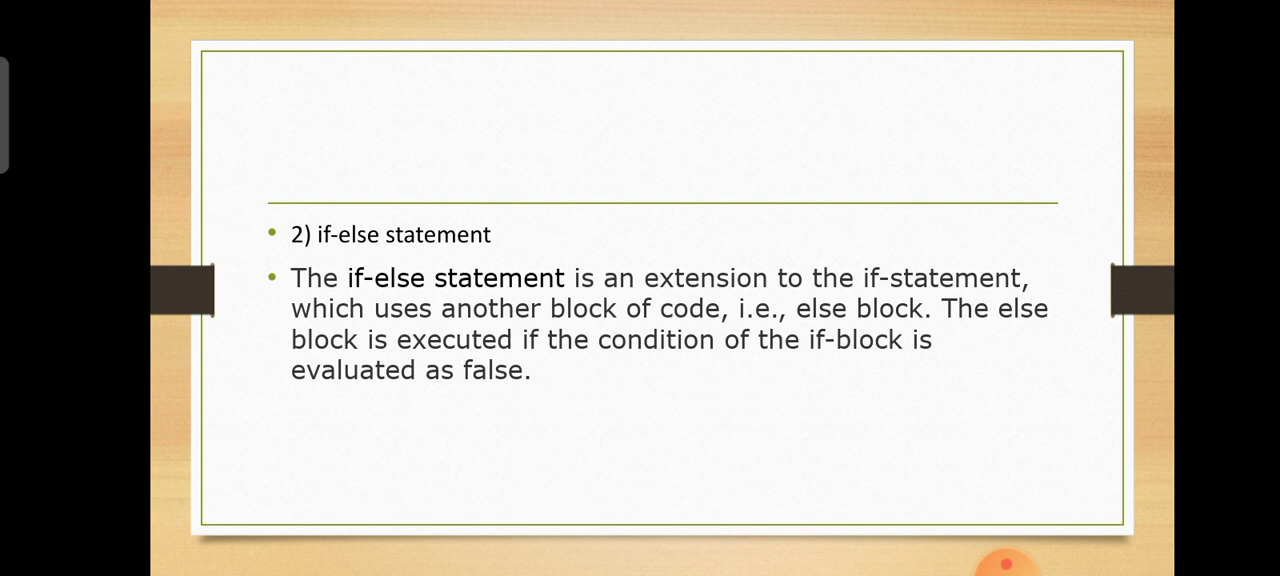 2) if-else statement
The if-else statement is an extension to the if-statement,
which uses another block of code, i.e., else block. The else
block is executed if the condition of the if-block is
evaluated as false.